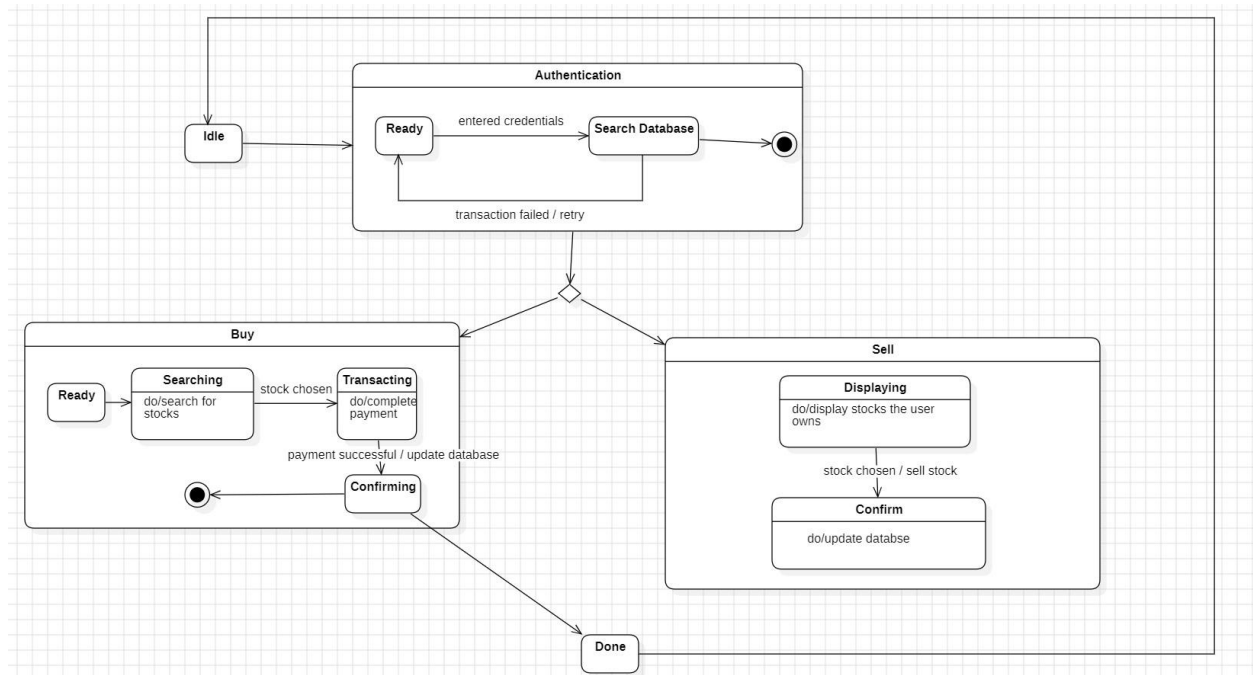 Authentication
Idle
Ready
entered credentials
Search Database
transaction failed / retry
Buy
Ready
Searching
do/search for
stocks
stock chosen
Transacting
do/complete
payment
payment successful / update database
Confirming
Sell
Displaying
do/display stocks the user
owns
stock chosen / sell stock
Confirm
do/update databse
Done